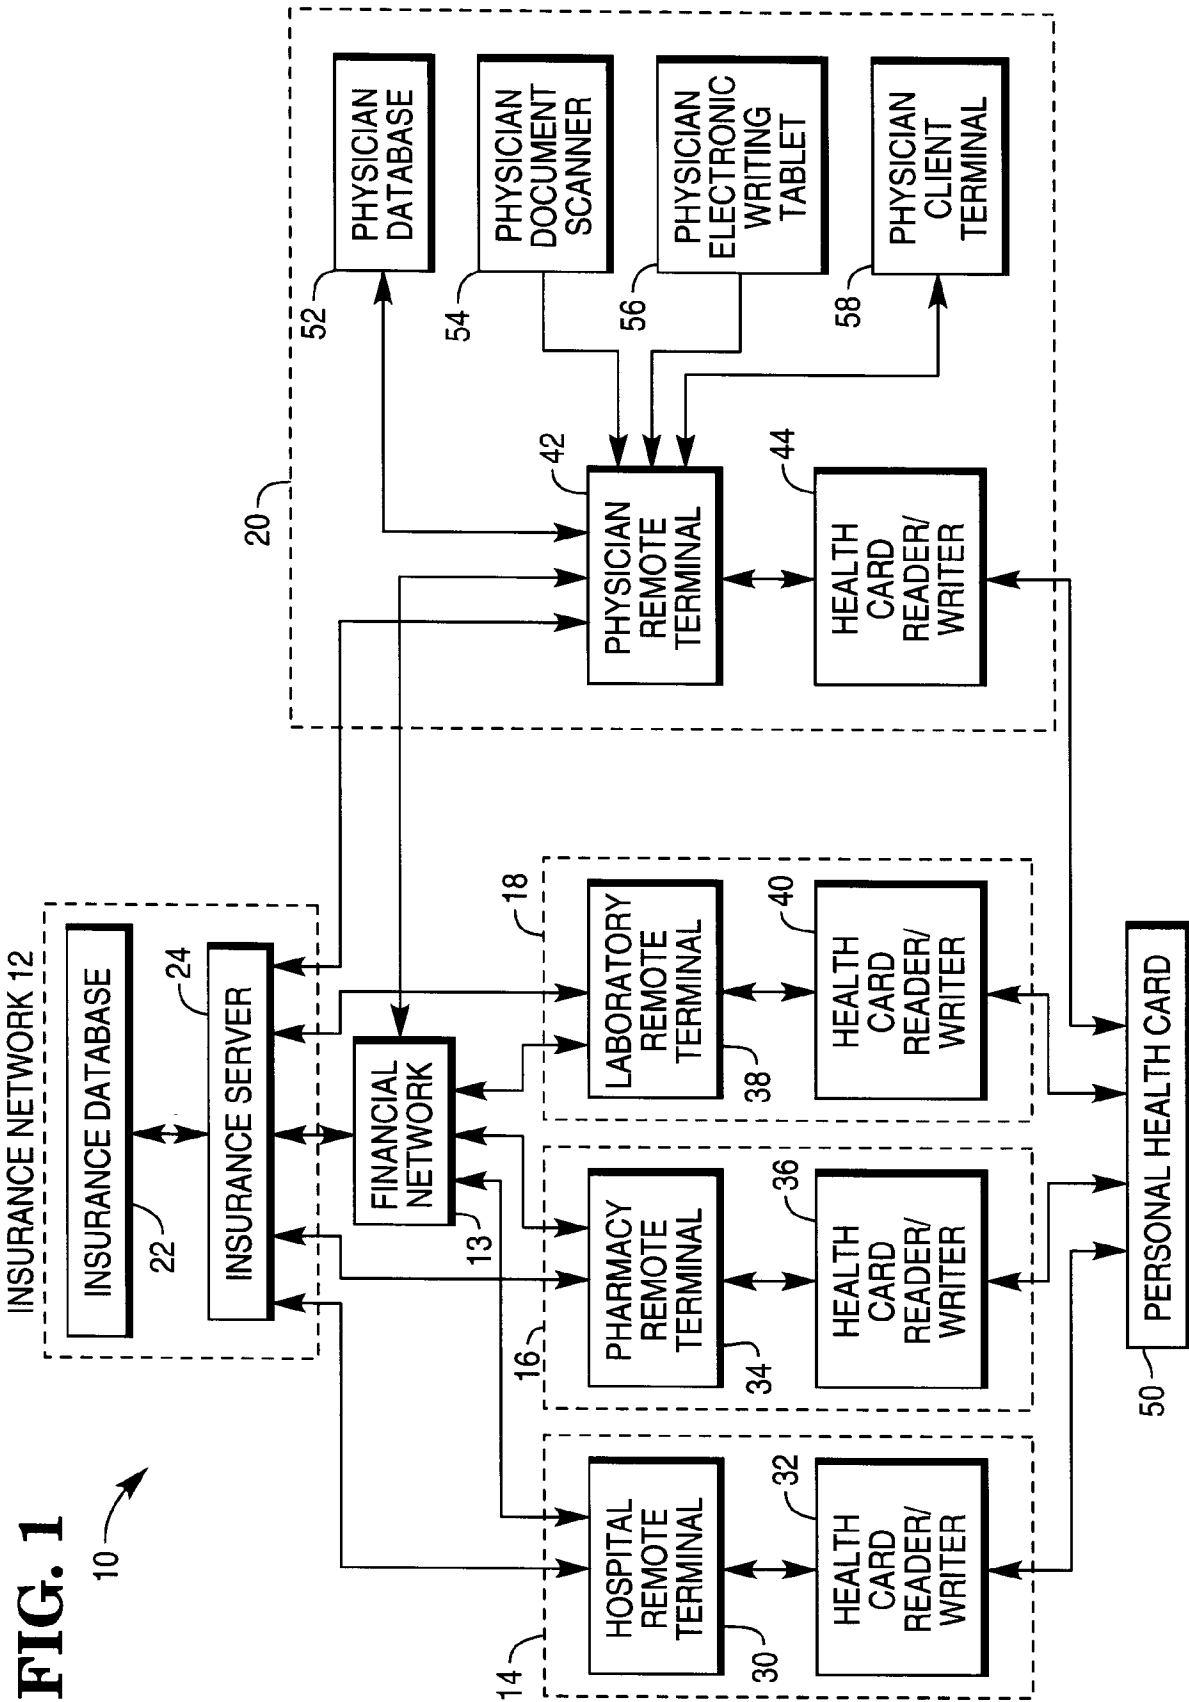 FIG. 1
10
INSURANCE NETWORK 12
INSURANCE DATABASE
22
24
INSURANCE SERVER
FINANCIAL
NETWORK
13
14
HOSPITAL
REMOTE
TERMINAL
30
32
HEALTH
CARD
READER/
WRITER
16
PHARMACY
REMOTE
TERMINAL
34
36
HEALTH
CARD
READER/
WRITER
18
LABORATORY
REMOTE
TERMINAL
38
40
HEALTH
CARD
READER/
WRITER
20
42
PHYSICIAN
REMOTE
TERMINAL
44
HEALTH
CARD
READER/
WRITER
52
PHYSICIAN
DATABASE
54
PHYSICIAN
DOCUMENT
SCANNER
56
PHYSICIAN
ELECTRONIC
WRITING
TABLET
58
PHYSICIAN
CLIENT
TERMINAL
50
PERSONAL HEALTH CARD